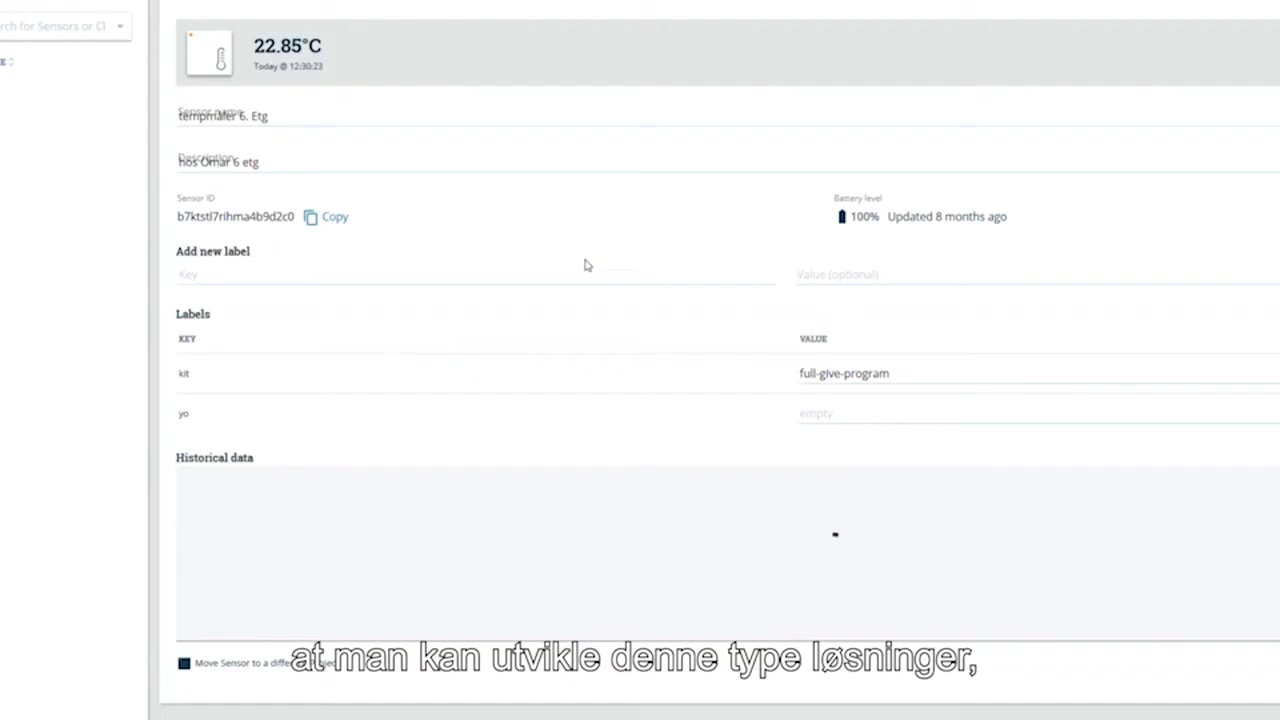 rch for Sensors or Cl
E
22.85°C
Today @ 12:30:23
Sensor name
tempmåler 6. Etg
Description
hos Omar 6 etg
Sensor ID
Battery level
b7ktstl7rihma4b9d2c0 Copy
100% Updated 8 months ago
Add new label
Key
Value (optional)
Labels
KEY
VALUE
kit
full-give-program
yo
empty
Historical data
Move Sensor to a
at man kan utvikle denne type løsninger,